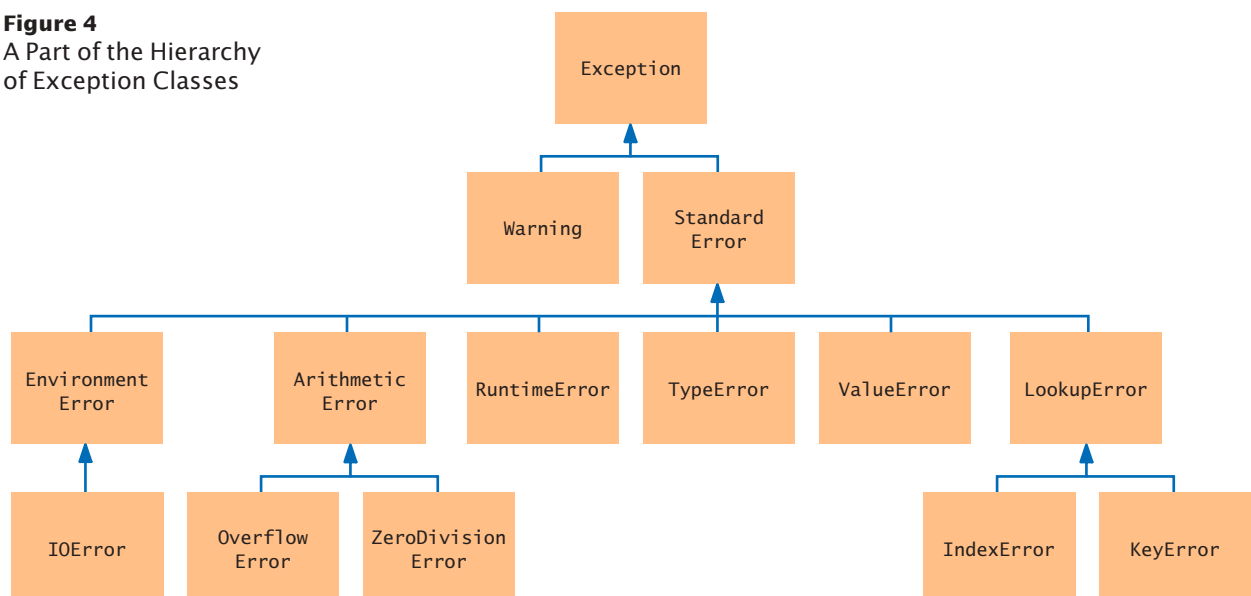 Figure 4
A Part of the Hierarchy
of Exception Classes
Exception
Warning
Standard
Error
Environment
Error
Arithmetic
Error
RuntimeError
TypeError
ValueError
LookupError
IOError
Overflow
Error
ZeroDivision
Error
IndexError
KeyError